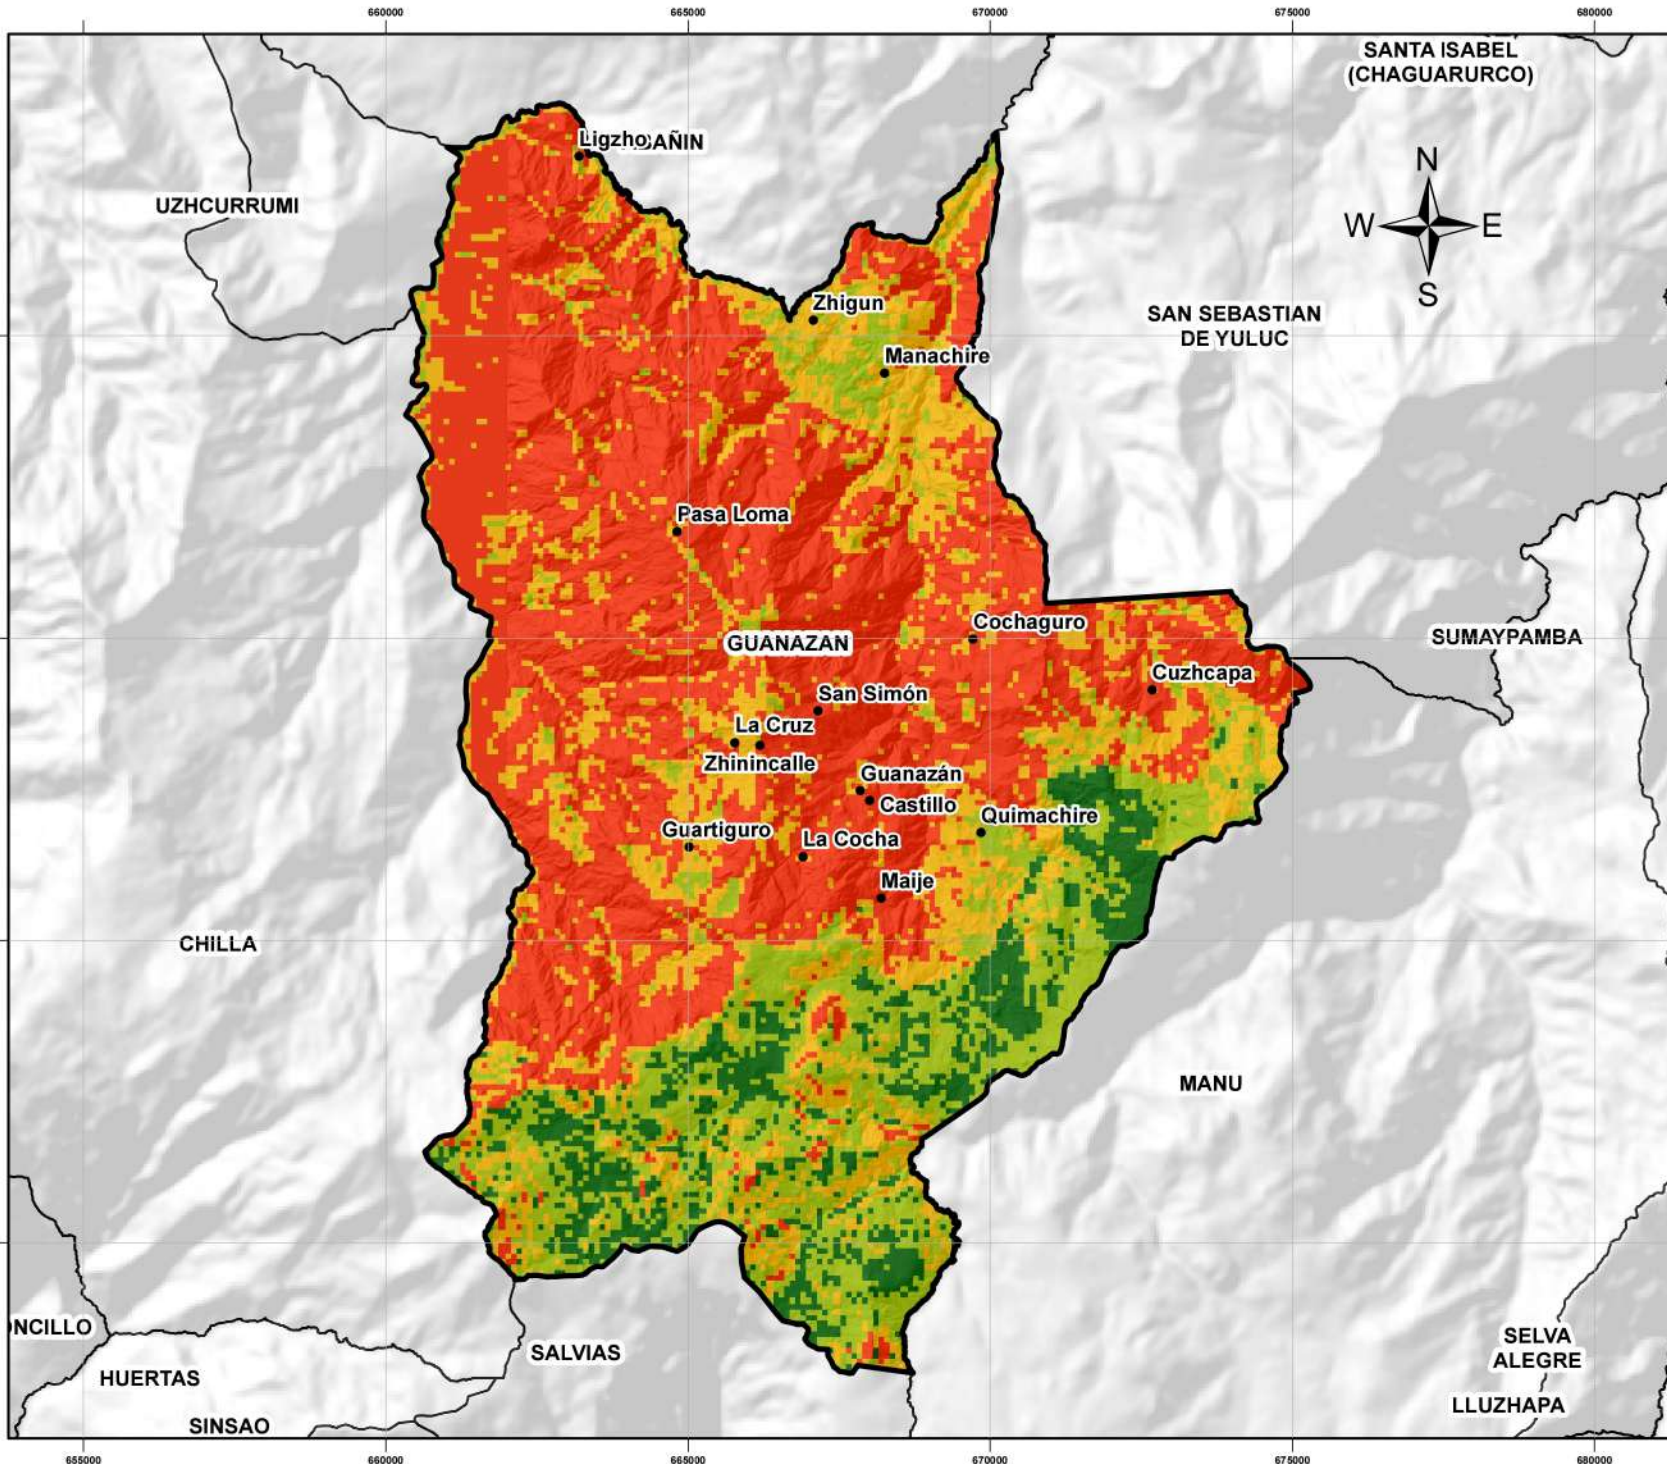 660000
665000
670000
675000
680000
SANTA ISABEL
(CHAGUARURCO)
Ligzho
AÑIN
N
W
E
S
UZHCURRUMI
Zhigun
SAN SEBASTIAN
DE YULUC
Manachire
Pasa Loma
Cochaguro
GUANAZAN
SUMAYPAMBA
Cuzhcapa
San Simón
La Cruz
Zhinincalle
Guanazán
Castillo
Quimachire
Guartiguro
La Cocha
Maije
CHILLA
MANU
NCILLO
SALVIAS
SELVA
ALEGRE
HUERTAS
LLUZHAPA
SINSAO
655000
660000
665000
670000
675000
680000